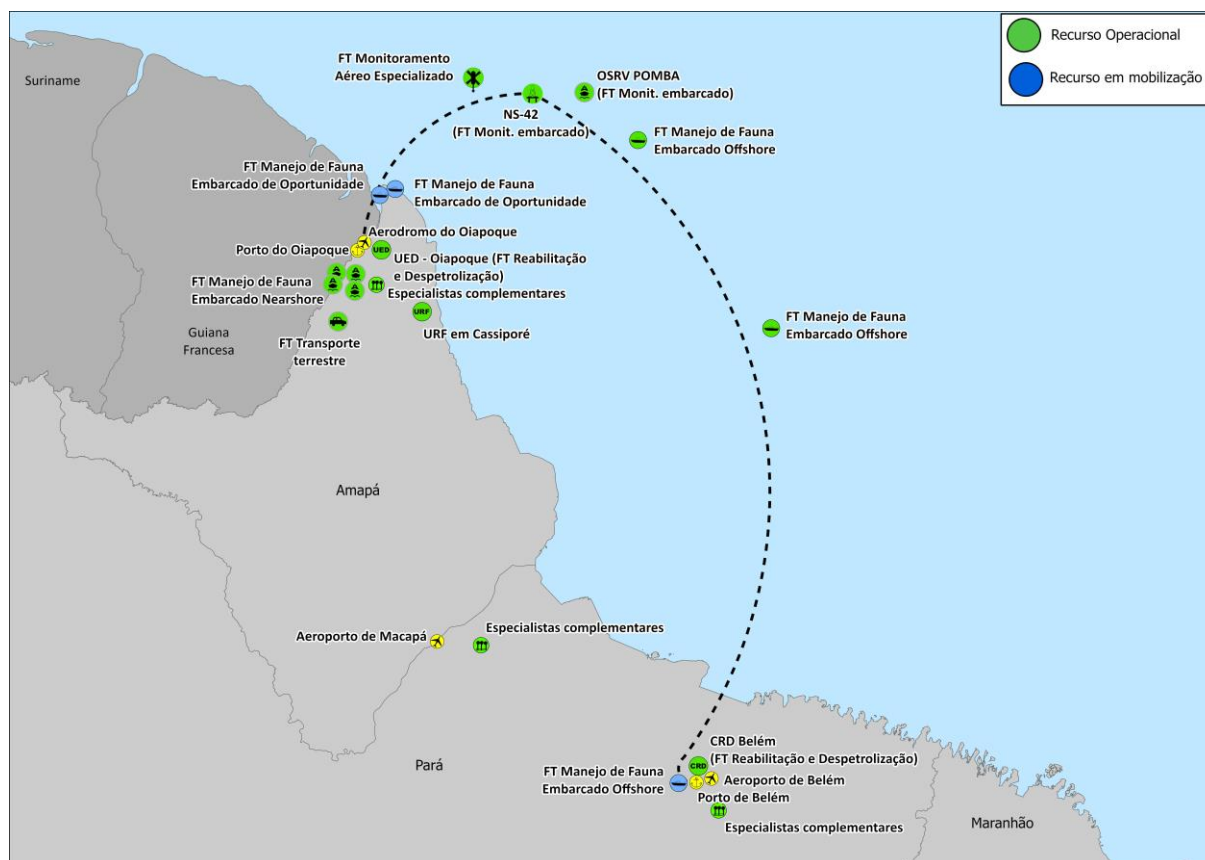 Recurso Operacional
Recurso em mobilização
Suriname
FT Monitoramento
Aéreo Especializado
OSRV POMBA
(FT Monit. embarcado)
NS-42
(FT Monit. embarcado)
FT Manejo de Fauna
Embarcado Offshore
FT Manejo de Fauna
Embarcado de Oportunidade
FT Manejo de Fauna
Embarcado de Oportunidade
Aerodromo do Oiapoque
Porto do Oiapoque
UED
UED - Oiapoque (FT Reabilitação
e Despetrolização)
FT Manejo de Fauna
Embarcado Nearshore
Especialistas complementares
URF
URF em Cassiporé
Guiana
Francesa
FT Transporte
terrestre
FT Manejo de Fauna
Embarcado Offshore
Amapá
Aeroporto de Macapá
Especialistas complementares
Pará
CRD Belém
(FT Reabilitação e Despetrolização)
CRD
FT Manejo de Fauna
Embarcado Offshore
Aeroporto de Belém
Porto de Belém
Especialistas complementares
Maranhão